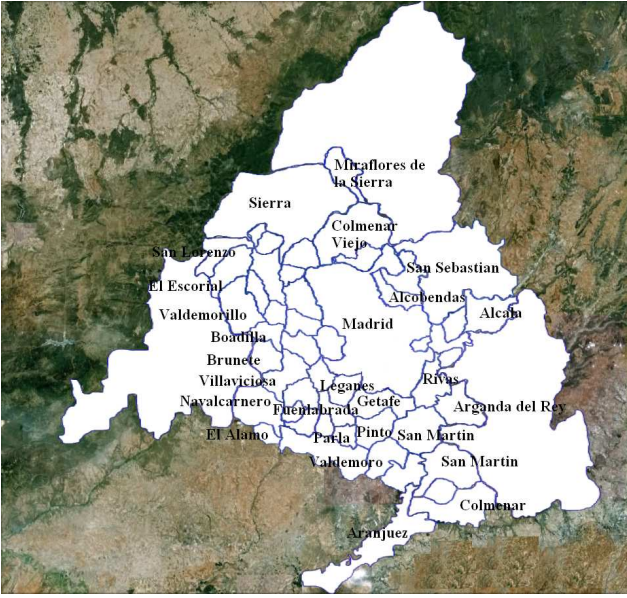 Miraflores de
la Sierra
Sierra
Colmenar
Viejo
San Lorenzo
San Sebastian
El Escorial
Alcobendas
Valdemorillo
Madrid
Alcala
Boadilla
Brunete
Villaviciosa
Leganes
Rivas
Navalcarnero
Getafe
Fuenlabrada
Arganda del Rey
El Alamo
Parla
Pinto
San Martin
Valdemoro
San Martin
Colmenar
Aranjuez